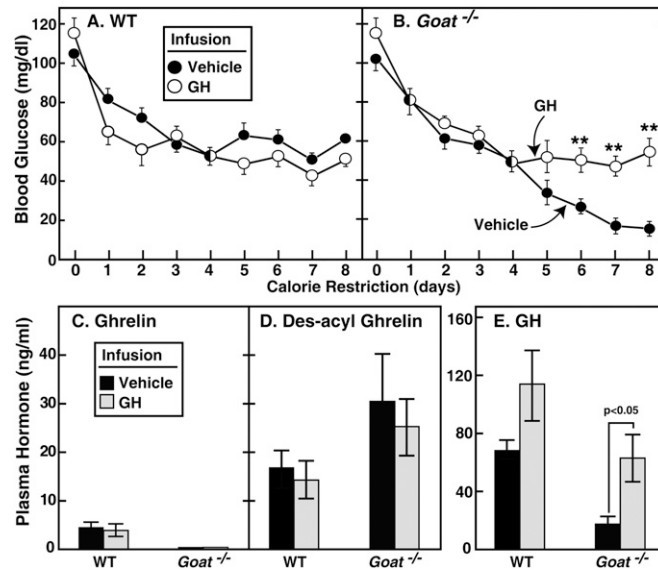 A. WT
B. Goat -/-
Infusion
Vehicle
GH
GH
**
**
**
Vehicle
Blood Glucose (mg/dl)
120
100
80
60
40
20
0
0 1 2 3 4 5 6 7 8
0 1 2 3 4 5 6 7 8
Calorie Restriction (days)
C. Ghrelin
D. Des-acyl Ghrelin
E. GH
Infusion
Vehicle
GH
p<0.05
Plasma Hormone (ng/ml)
40
30
20
10
0
160
120
80
40
0
WT
Goat -/-
WT
Goat -/-
WT
Goat -/-